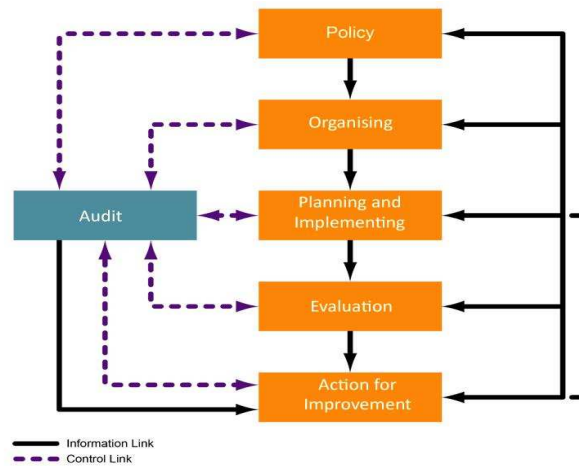 Policy
Organising
Audit
Planning and
Implementing
Evaluation
Action for
Improvement
Information Link
Control Link